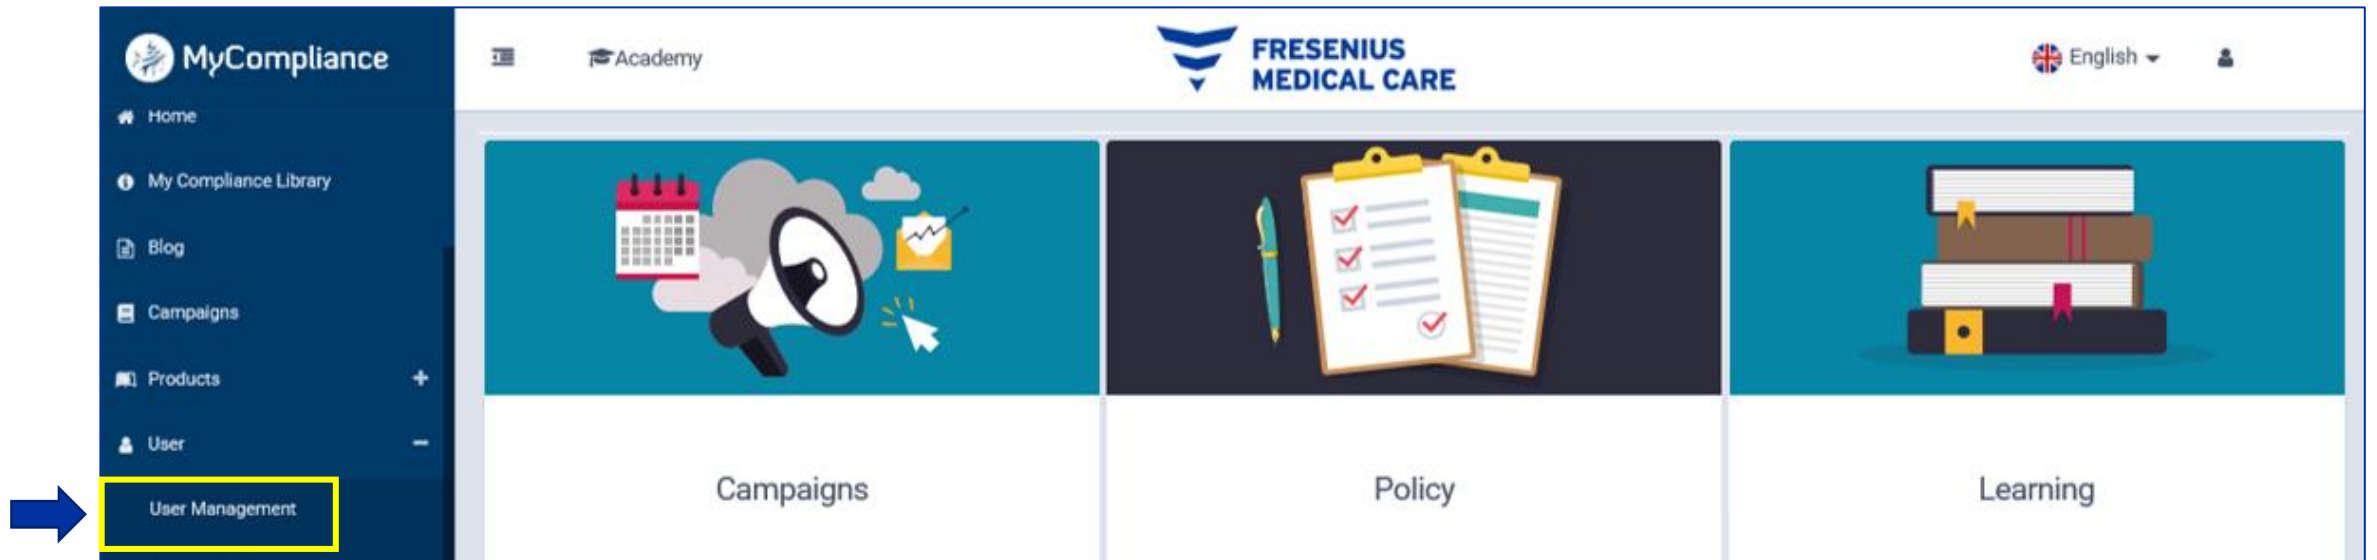 MyCompliance
Academy
FRESENIUS
MEDICAL CARE
English
Home
My Compliance Library
Blog
Campaigns
Products
User
User Management
Campaigns
Policy
Learning